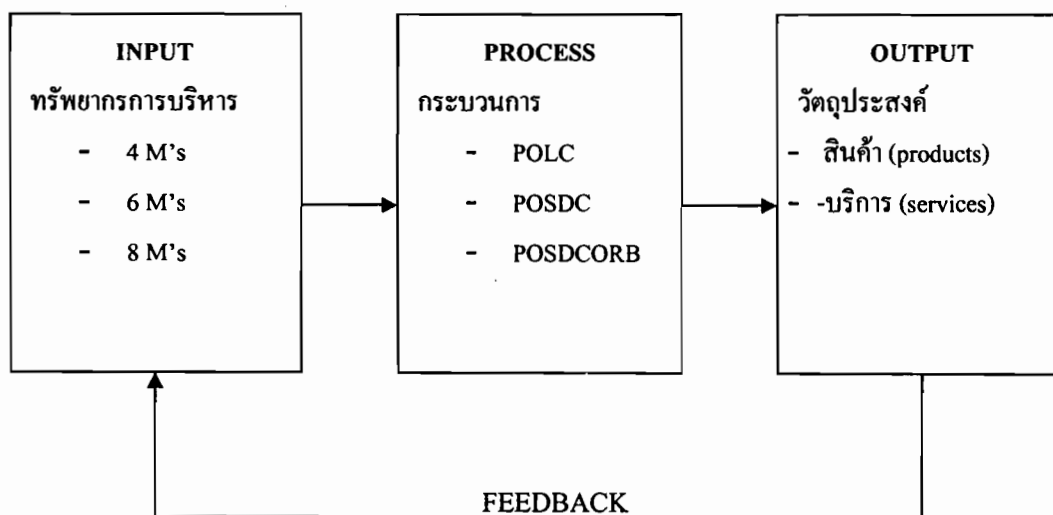 INPUT
ทรัพยากรการบริหาร
- 4 M's
- 6 M's
- 8 M's
PROCESS
กระบวนการ
- POLC
- POSDC
- POSDCORB
OUTPUT
วัตถุประสงค์
- สินค้า (products)
- -บริการ (services)
FEEDBACK